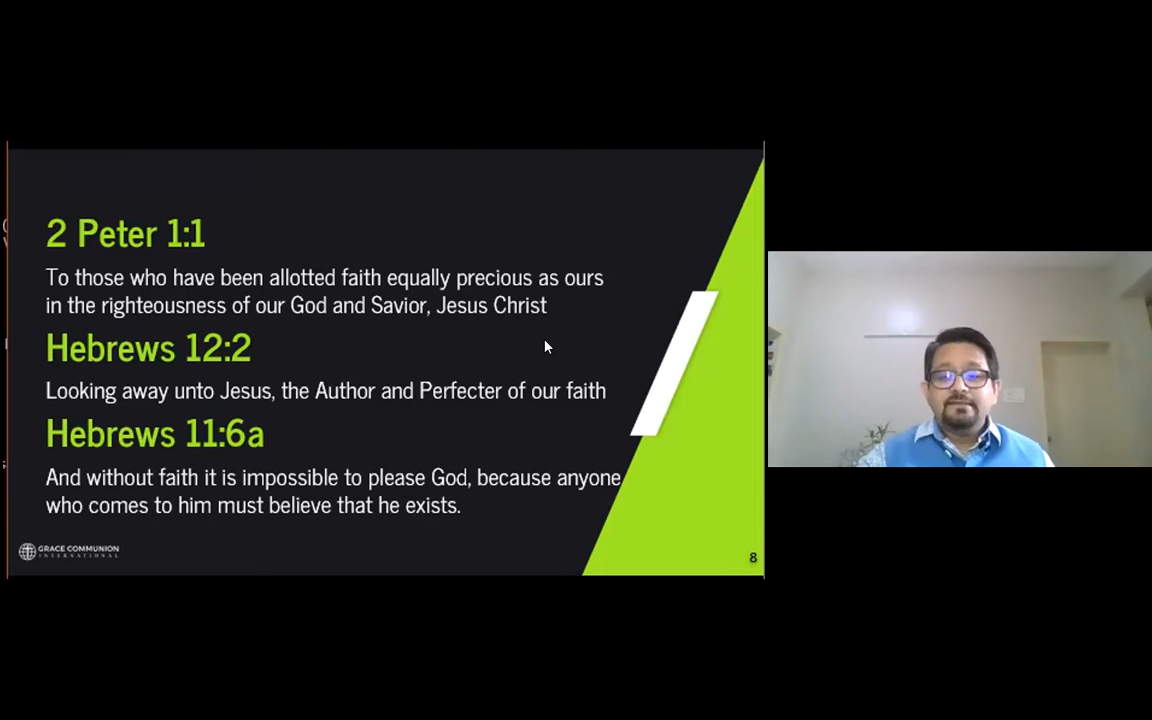 2 Peter 1:1
To those who have been allotted faith equally precious as ours
in the righteousness of our God and Savior, Jesus Christ
Hebrews 12:2
Looking away unto Jesus, the Author and Perfecter of our faith
Hebrews 11:6a
And without faith it is impossible to please God, because anyone
who comes to him must believe that he exists.
GRACE COMMUNION
INTERNATIONAL
8